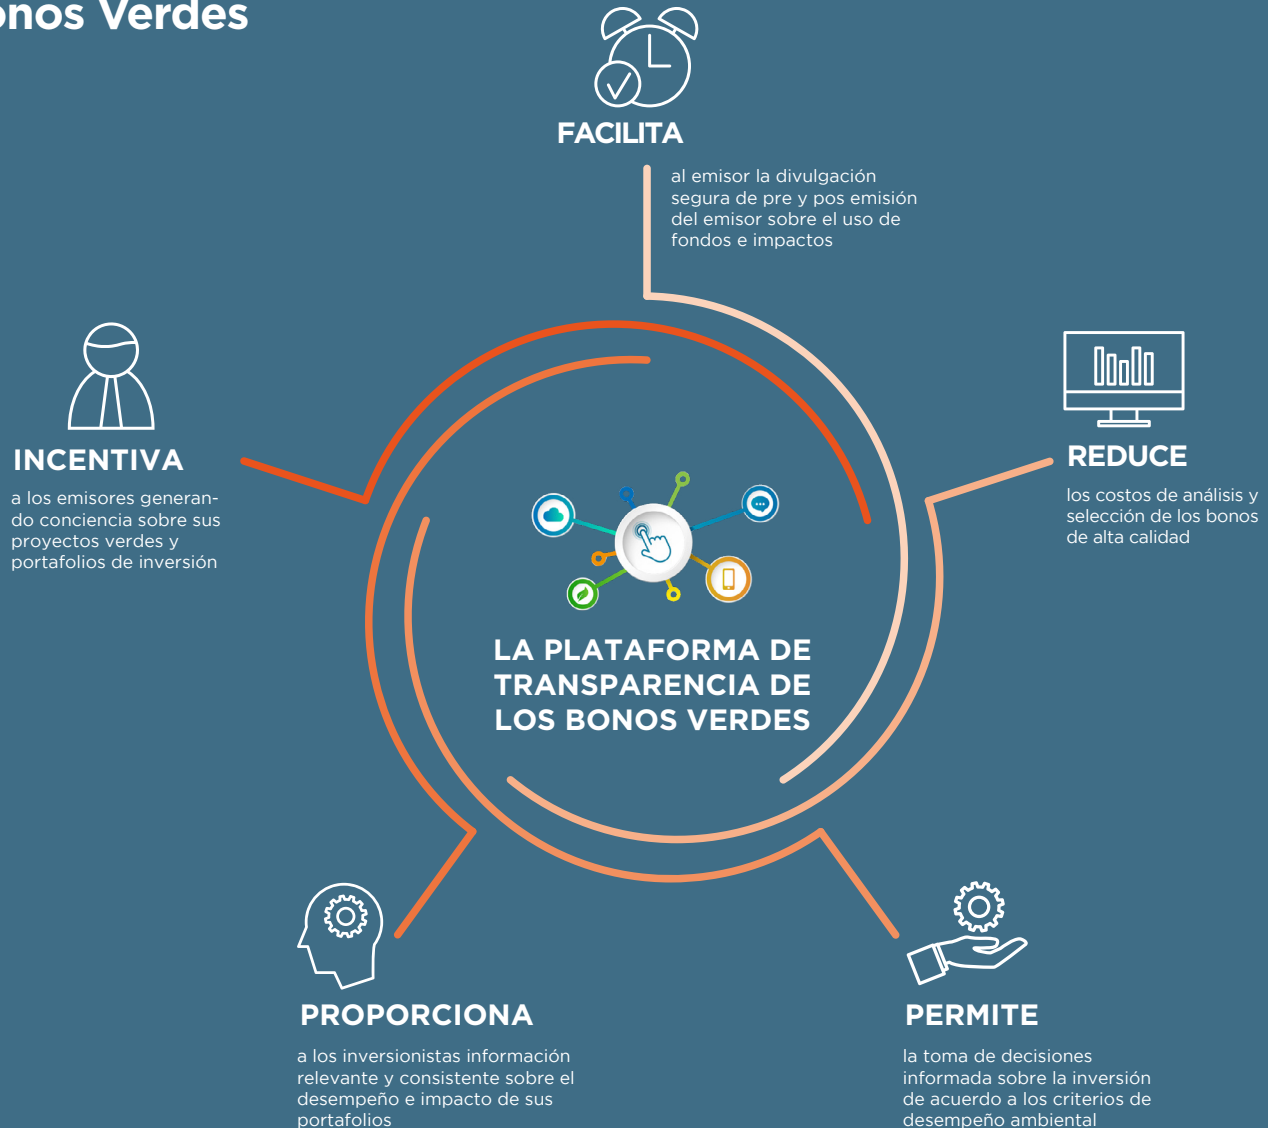 Verdes
FACILITA
al emisor la divulgación
segura de pre y pos emisión
del emisor sobre el uso de
fondos e impactos
INCENTIVA
a los emisores generan-
do conciencia sobre sus
proyectos verdes y
portafolios de inversión
REDUCE
los costos de análisis y
selección de los bonos
de alta calidad
LA PLATAFORMA DE
TRANSPARENCIA DE
LOS BONOS VERDES
PROPORCIONA
a los inversionistas información
relevante y consistente sobre el
desempeño e impacto de sus
portafolios
PERMITE
la toma de decisiones
informada sobre la inversión
de acuerdo a los criterios de
desempeño ambiental